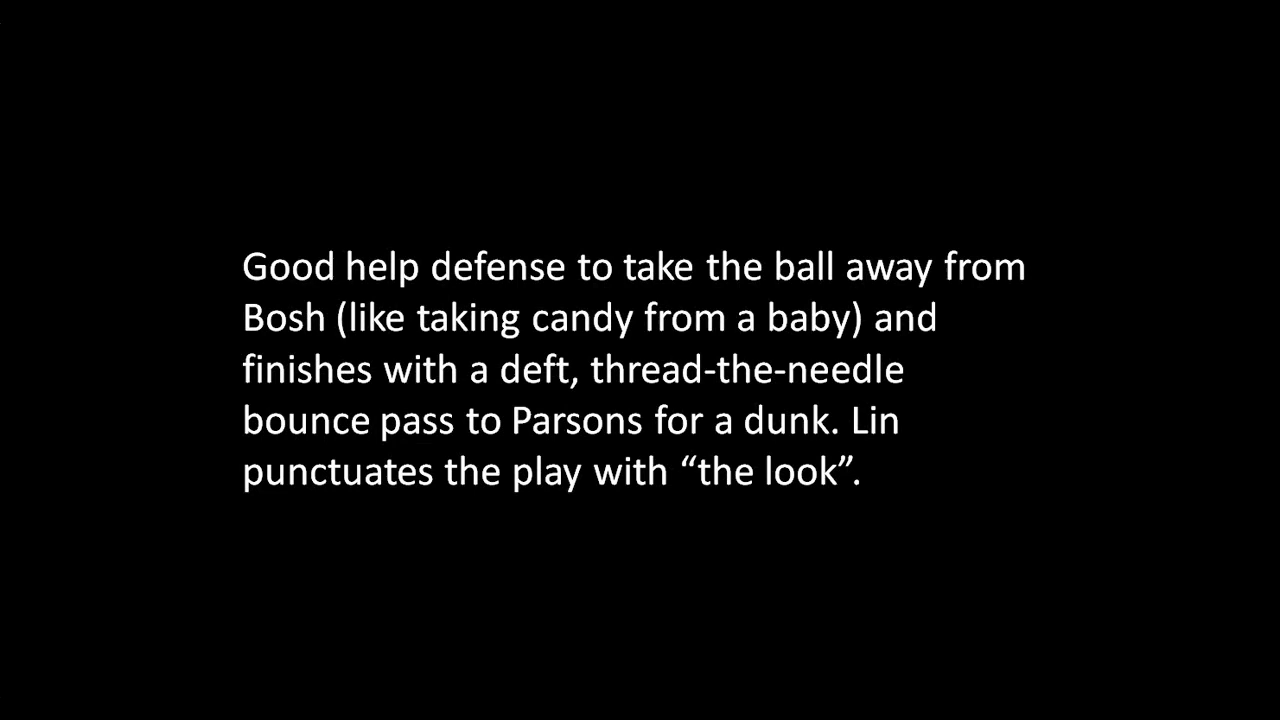 Good help defense to take the ball away from
Bosh (like taking candy from a baby) and
finishes with a deft, thread-the-needle
bounce pass to Parsons for a dunk. Lin
punctuates the play with “the look”.